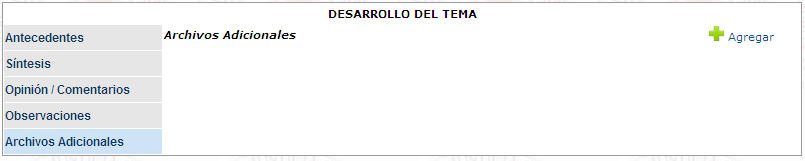 DESARROLLO DEL TEMA
Antecedentes
Síntesis
Opinión / Comentarios
Observaciones
Archivos Adicionales
Archivos Adicionales
Agregar